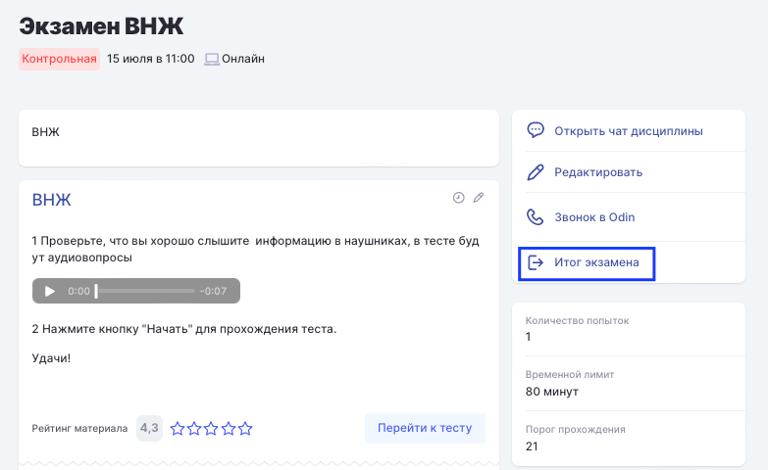 Экзамен ВНЖ
Контрольная 15 июля в 11:00 Онлайн
ВНЖ
ВНЖ
1 Проверьте, что вы хорошо слышите информацию в наушниках, в тесте буд
ут аудиовопросы
0:00 -0:07
2 Нажмите кнопку "Начать" для прохождения теста.
Удачи!
Рейтинг материала 4,3 Перейти к тесту
Открыть чат дисциплины
Редактировать
Звонок в Odin
Итог экзамена
Количество попыток
1
Временной лимит
80 минут
Порог прохождения
21